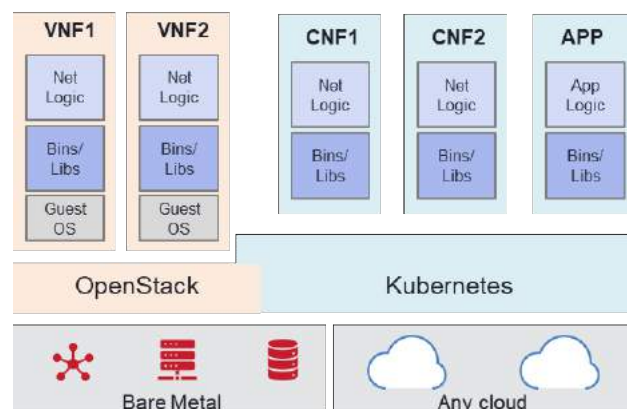 VNF1
Net
Logic
Bins/
Libs
Guest
OS
VNF2
Net
Logic
Bins/
Libs
Guest
OS
CNF1
Net
Logic
Bins/
Libs
CNF2
Net
Logic
Bins/
Libs
APP
App
Logic
Bins/
Libs
OpenStack
Kubernetes
Bare Metal
Any cloud